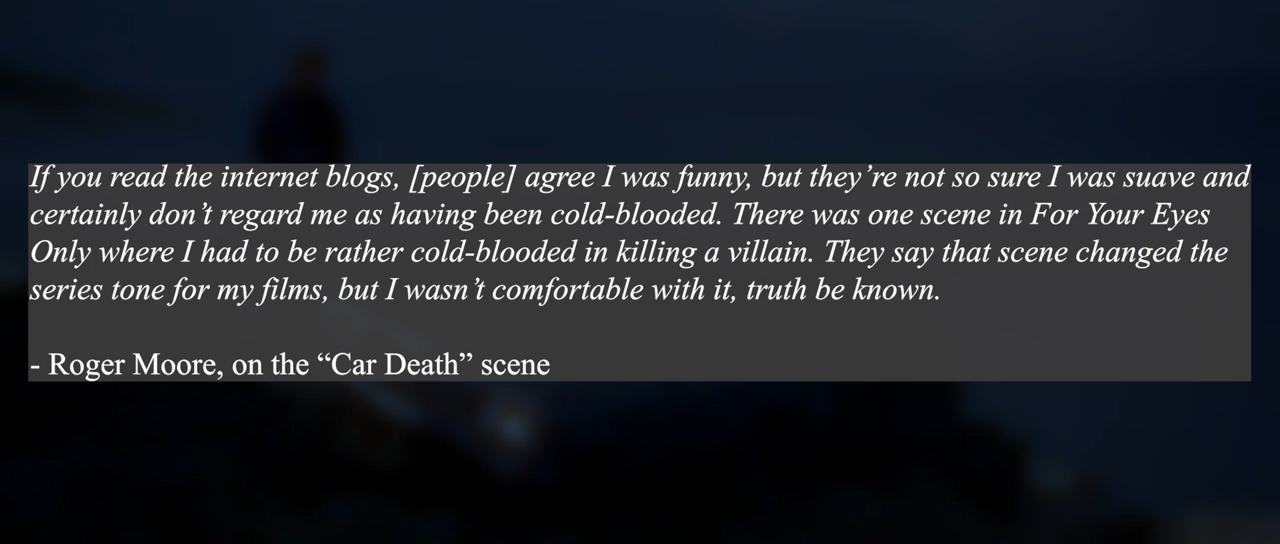 If you read the internet blogs, [people] agree I was funny, but they’re not so sure I was suave and
certainly don’t regard me as having been cold-blooded. There was one scene in For Your Eyes
Only where I had to be rather cold-blooded in killing a villain. They say that scene changed the
series tone for my films, but I wasn’t comfortable with it, truth be known.
- Roger Moore, on the “Car Death” scene